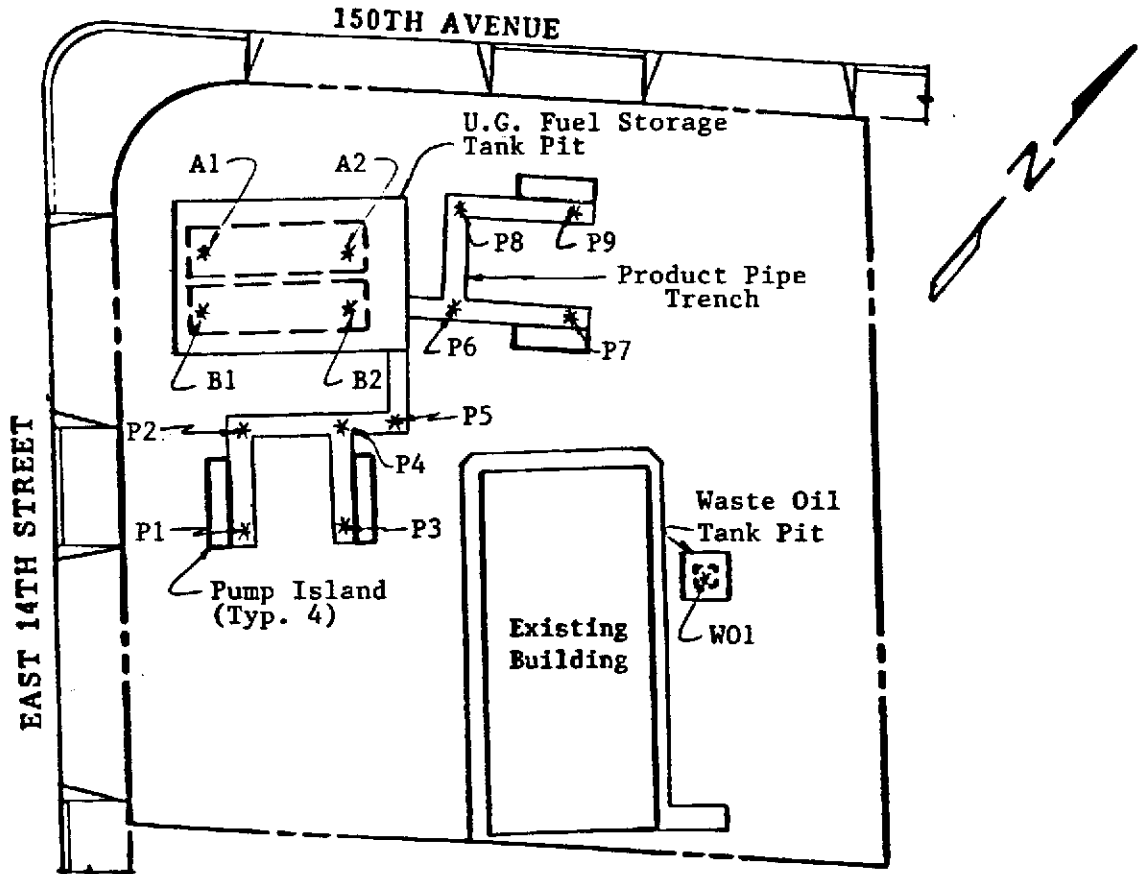 150TH AVENUE
U.G. Fuel Storage
Tank Pit
A1
A2
N
P8
P9
Product Pipe
Trench
P6
P7
B1
B2
P5
P2
P4
EAST 14TH STREET
P1
P3
Waste Oil
Tank Pit
Pump Island
(Typ. 4)
Existing
Building
WO1